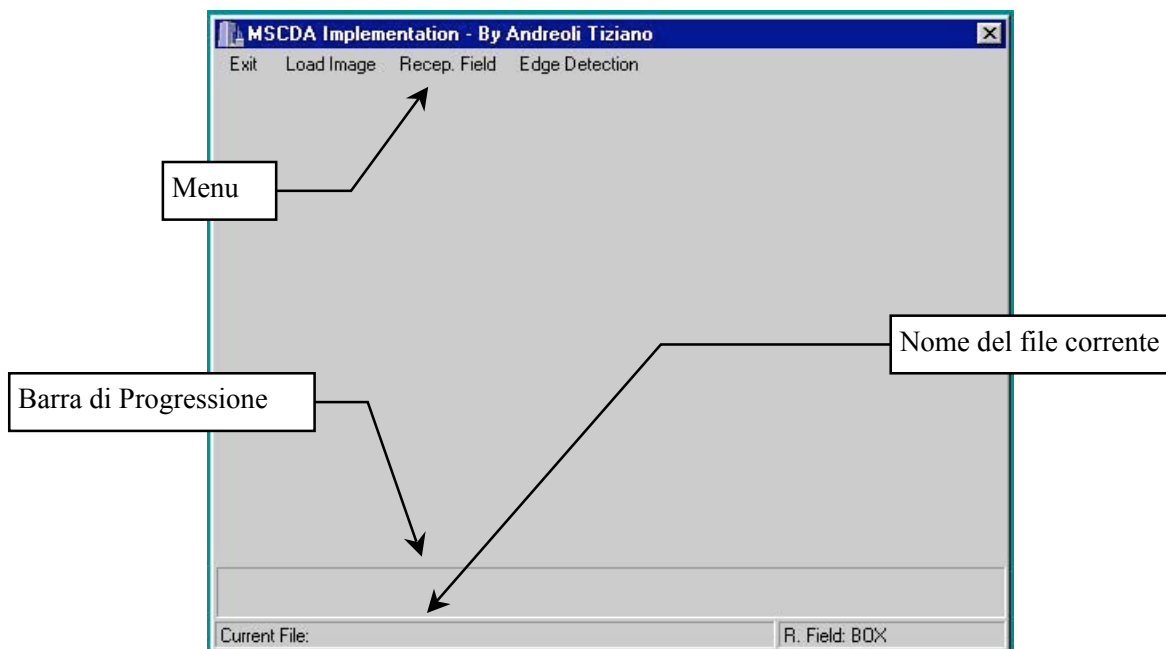 MSCDA Implementation - By Andreoli Tiziano
Exit Load Image Recep. Field Edge Detection
Menu
Nome del file corrente
Barra di Progressione
Current File: R. Field: BOX